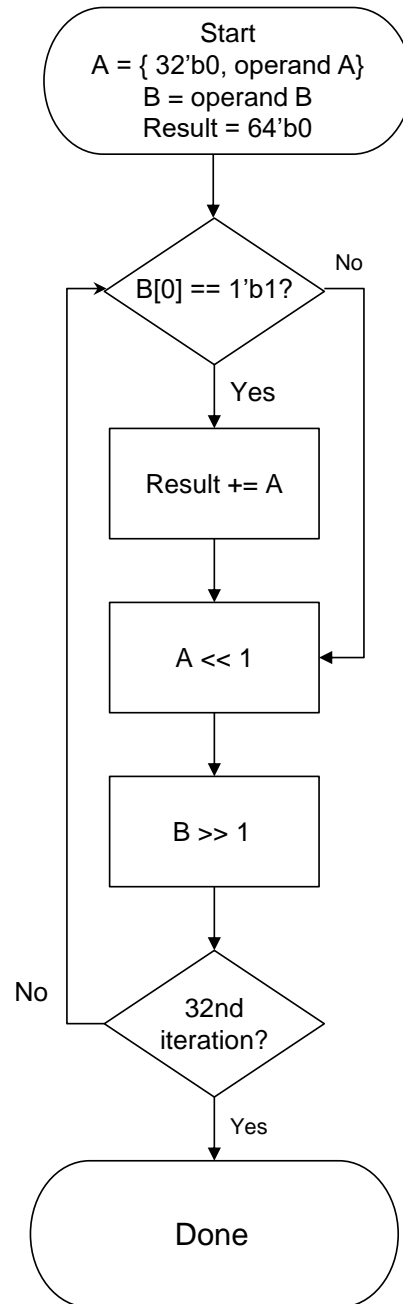 Start
A = { 32'b0, operand A}
B = operand B
Result = 64'b0
B[0] == 1'b1?
No
Yes
Result += A
A << 1
B >> 1
32nd
iteration?
No
Yes
Done